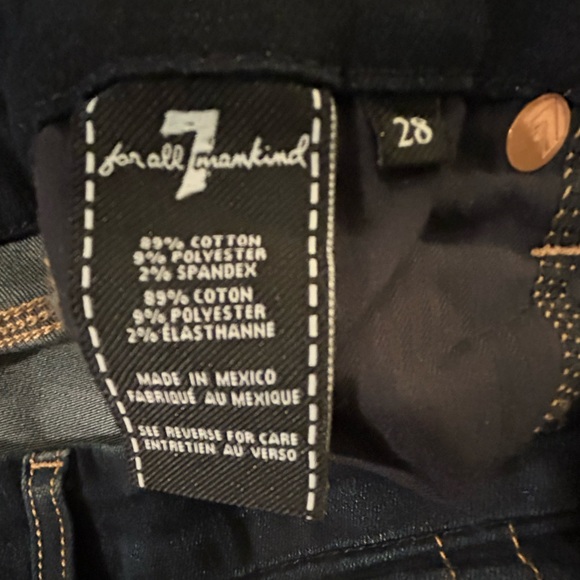 7
for all mankind
28
89% COTTON
9% POLYESTER
2% SPANDEX
89% COTON
9% POLYESTER
2% ÉLASTHANNE
MADE IN MEXICO
FABRIQUÉ AU MEXIQUE
SEE REVERSE FOR CARE
ENTRETIEN AU VERSO